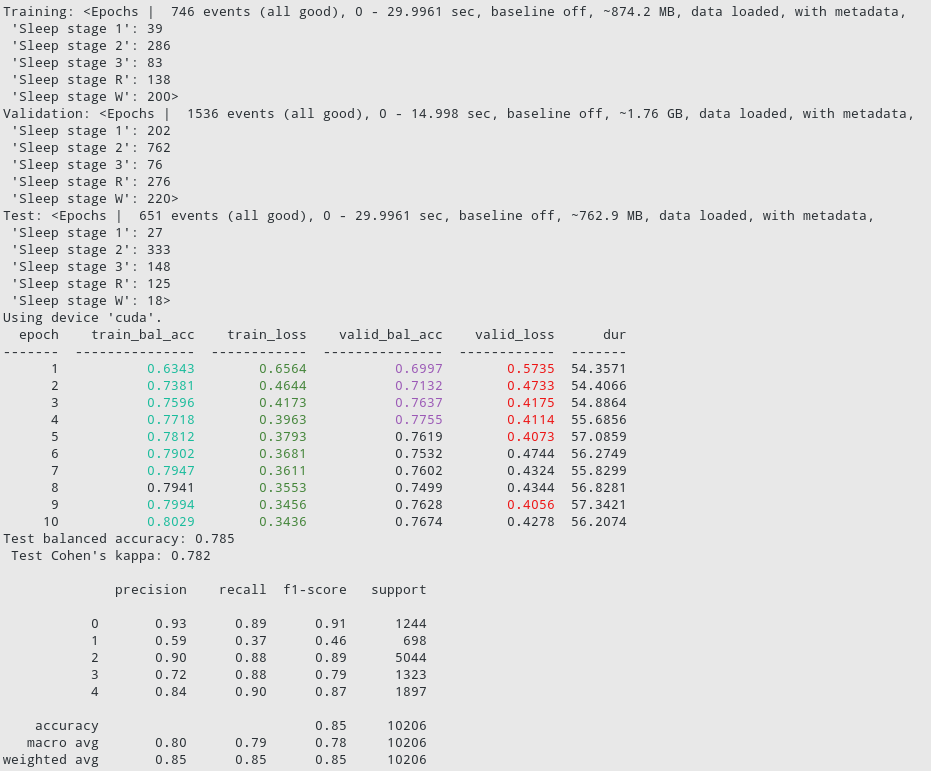 Training: <Epochs |  746 events (all good), 0 - 29.9961 sec, baseline off, ~874.2 MB, data loaded, with metadata,
 'Sleep stage 1': 39
 'Sleep stage 2': 286
 'Sleep stage 3': 83
 'Sleep stage R': 138
 'Sleep stage W': 200>
Validation: <Epochs |  1536 events (all good), 0 - 14.998 sec, baseline off, ~1.76 GB, data loaded, with metadata,
 'Sleep stage 1': 202
 'Sleep stage 2': 762
 'Sleep stage 3': 76
 'Sleep stage R': 276
 'Sleep stage W': 220>
Test: <Epochs |  651 events (all good), 0 - 29.9961 sec, baseline off, ~762.9 MB, data loaded, with metadata,
 'Sleep stage 1': 27
 'Sleep stage 2': 333
 'Sleep stage 3': 148
 'Sleep stage R': 125
 'Sleep stage W': 18>
Using device 'cuda'.
  epoch    train_bal_acc    train_loss    valid_bal_acc    valid_loss      dur
-------  ---------------  ------------  ---------------  ------------  -------
      1           0.6343        0.6564           0.6997        0.5735  54.3571
      2           0.7381        0.4644           0.7132        0.4733  54.4066
      3           0.7596        0.4173           0.7637        0.4175  54.8864
      4           0.7718        0.3963           0.7755        0.4114  55.6856
      5           0.7812        0.3793           0.7619        0.4073  57.0859
      6           0.7902        0.3681           0.7532        0.4744  56.2749
      7           0.7947        0.3611           0.7602        0.4324  55.8299
      8           0.7941        0.3553           0.7499        0.4344  56.8281
      9           0.7994        0.3456           0.7628        0.4056  57.3421
     10           0.8029        0.3436           0.7674        0.4278  56.2074
Test balanced accuracy: 0.785
 Test Cohen's kappa: 0.782
              precision    recall  f1-score   support
           0       0.93      0.89      0.91      1244
           1       0.59      0.37      0.46       698
           2       0.90      0.88      0.89      5044
           3       0.72      0.88      0.79      1323
           4       0.84      0.90      0.87      1897
    accuracy                           0.85     10206
   macro avg       0.80      0.79      0.78     10206
weighted avg       0.85      0.85      0.85     10206